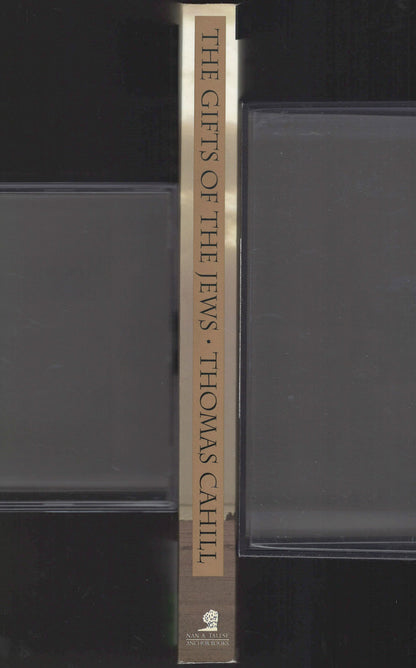 THE GIFTS OF THE JEWS · THOMAS CAHILL
NAN A. TALESE
ANCHOR BOOKS